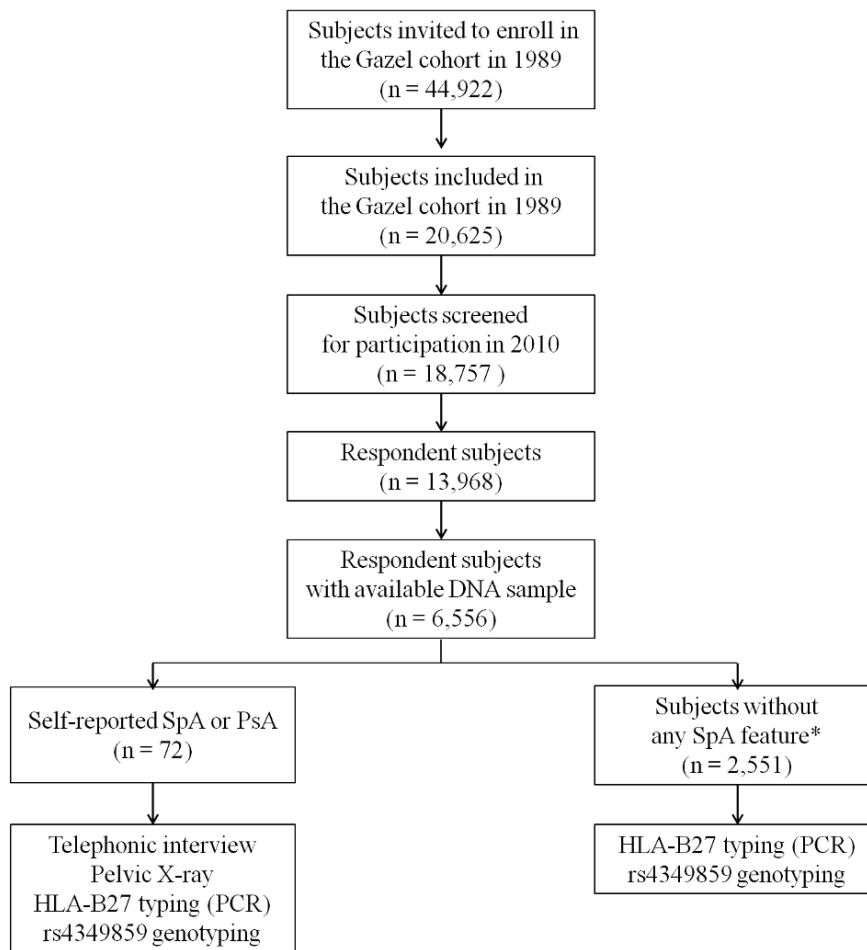 Subjects invited to enroll in
the Gazel cohort in 1989
(n = 44,922)
Subjects included in
the Gazel cohort in 1989
(n = 20,625)
Subjects screened
for participation in 2010
(n = 18,757 )
Respondent subjects
(n = 13,968)
Respondent subjects
with available DNA sample
(n = 6,556)
Self-reported SpA or PsA
(n = 72)
Subjects without
any SpA feature*
(n = 2,551)
Telephonic interview
Pelvic X-ray
HLA-B27 typing (PCR)
rs4349859 genotyping
HLA-B27 typing (PCR)
rs4349859 genotyping